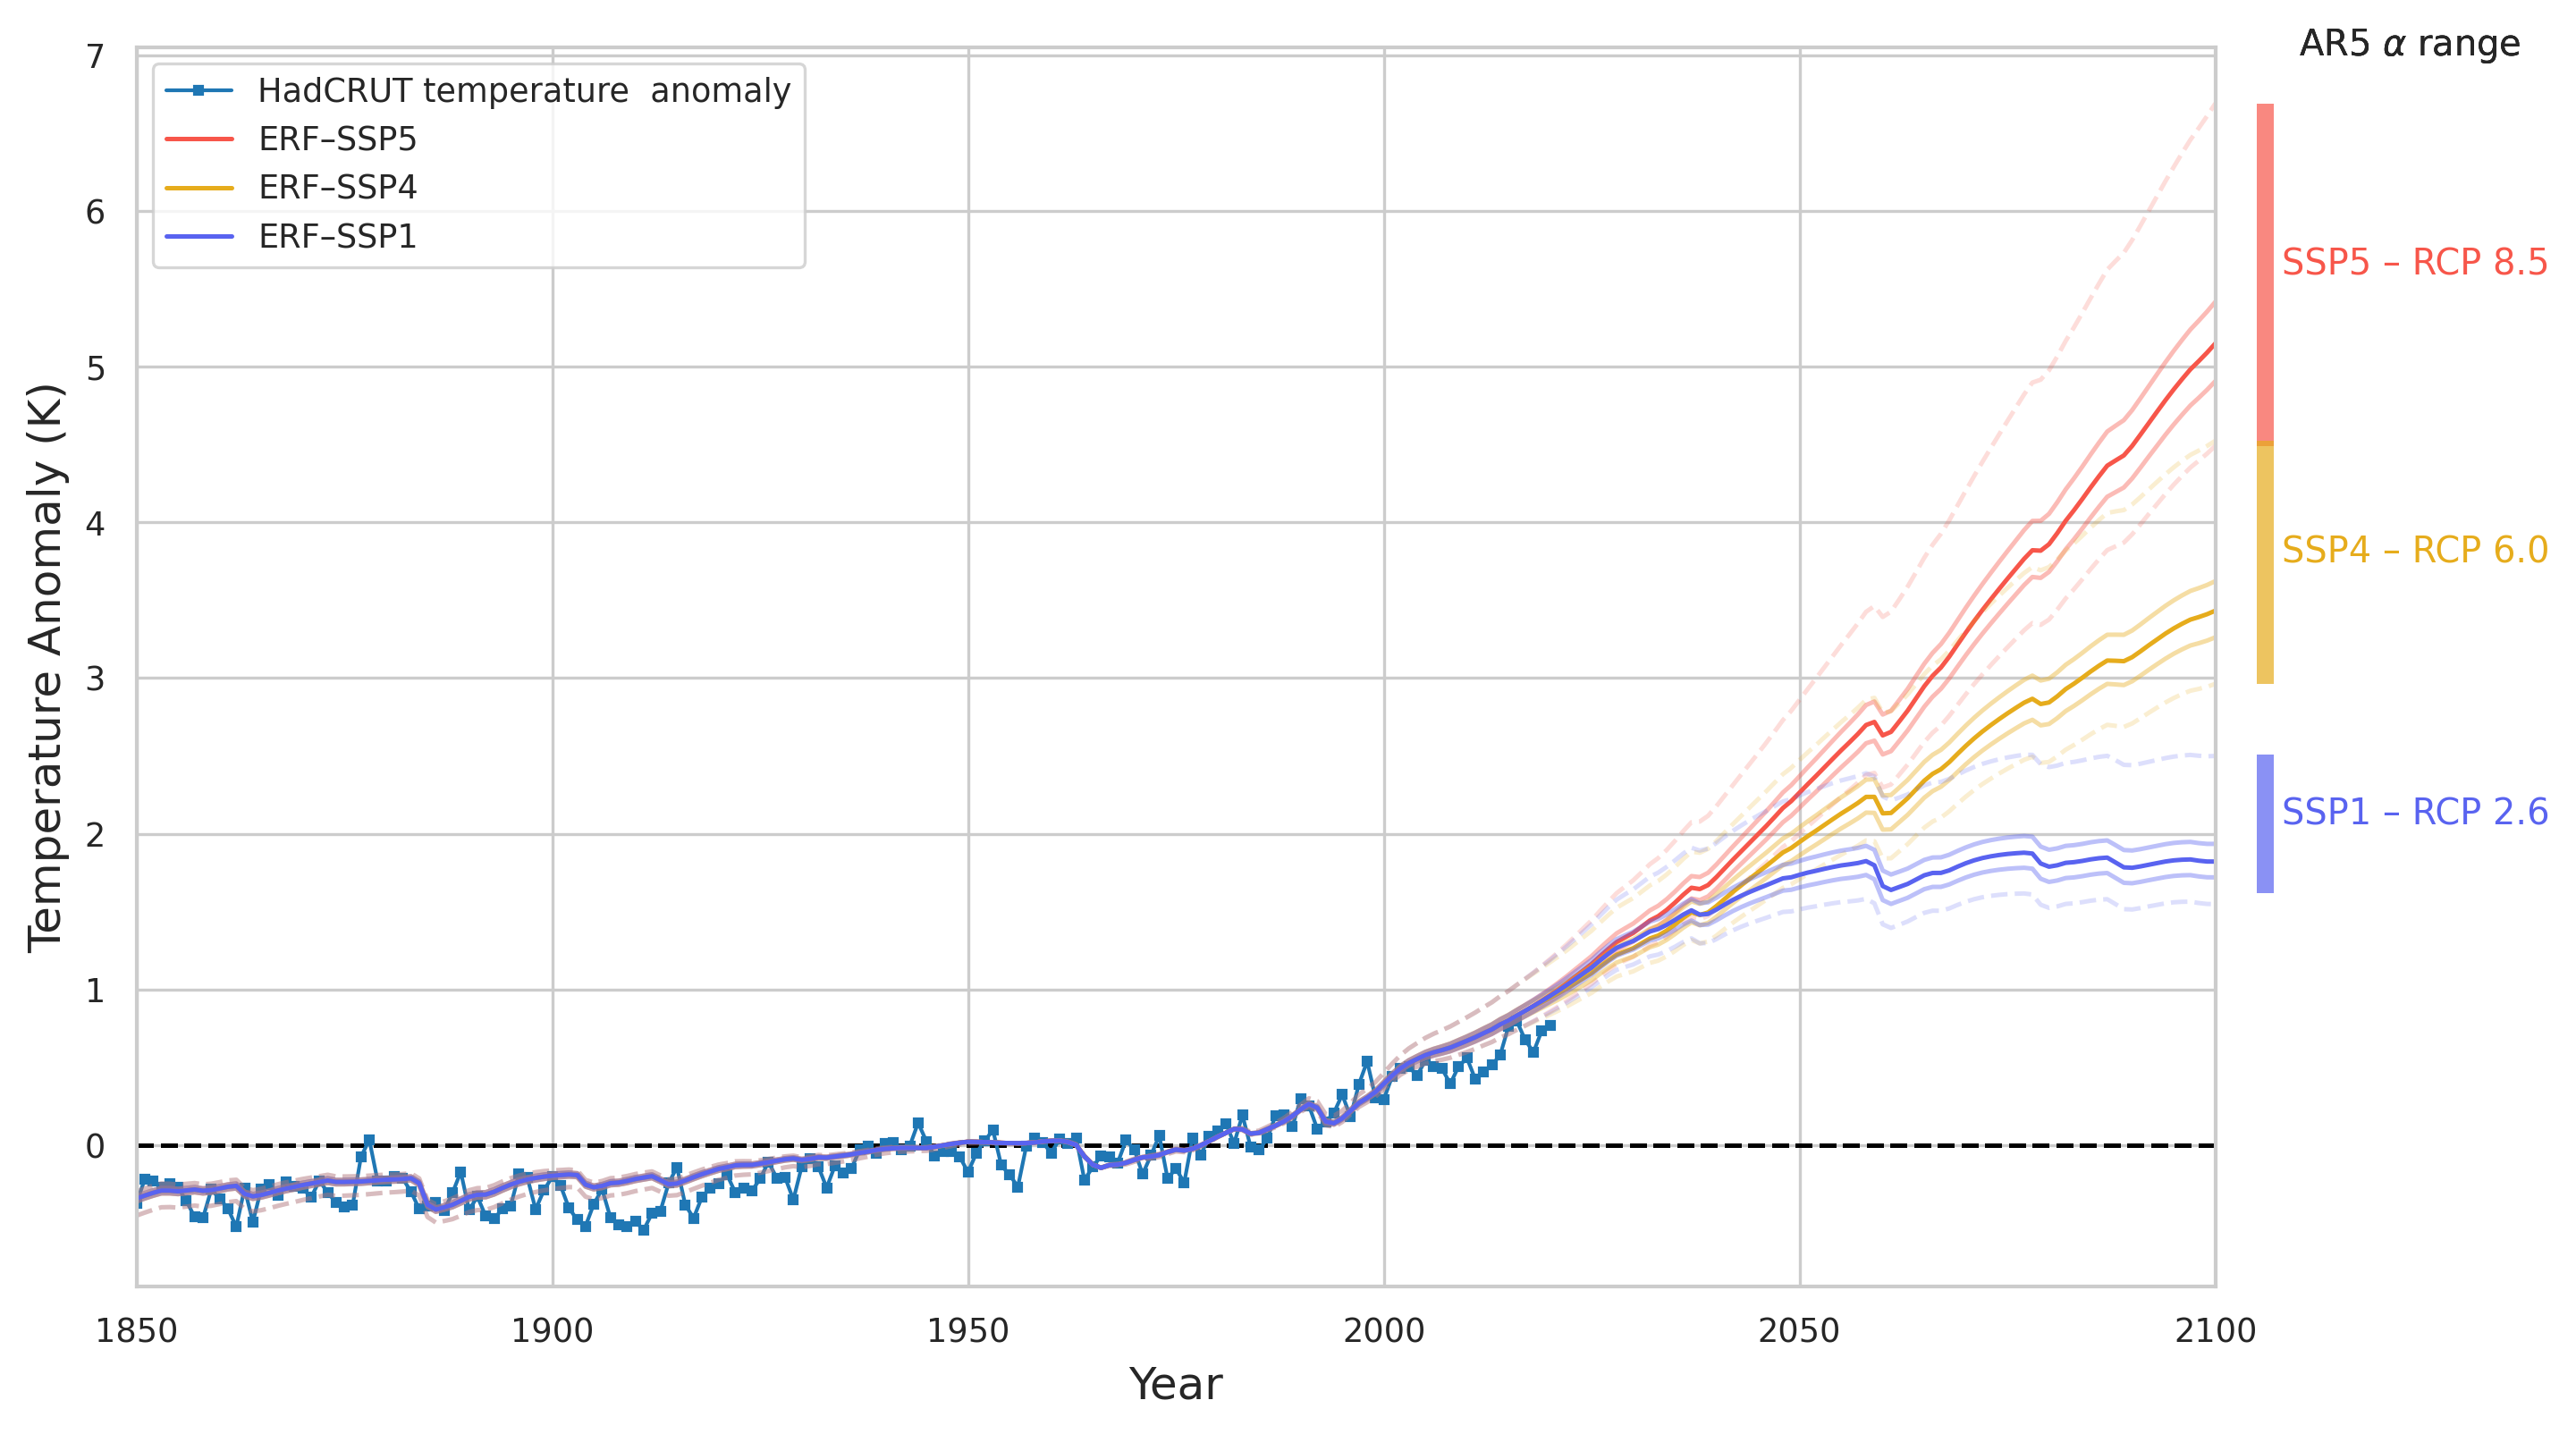 AR5 α range
7
6
5
4
3
2
1
0
HadCRUT temperature  anomaly
ERF–SSP5
ERF–SSP4
ERF–SSP1
Temperature Anomaly (K)
SSP5 – RCP 8.5
SSP4 – RCP 6.0
SSP1 – RCP 2.6
1850 1900 1950 2000 2050 2100
Year